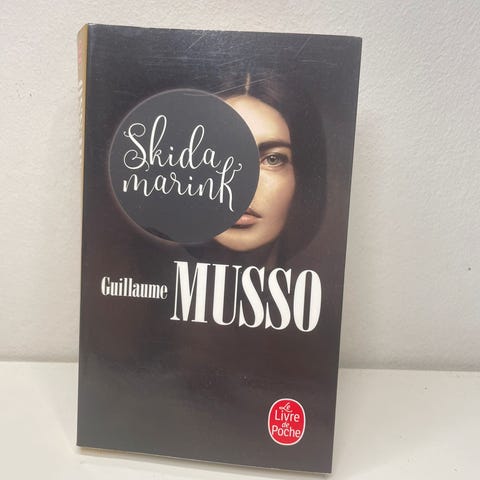 Skida
marink
Guillaume MUSSO
Le
Livre
de
Poche